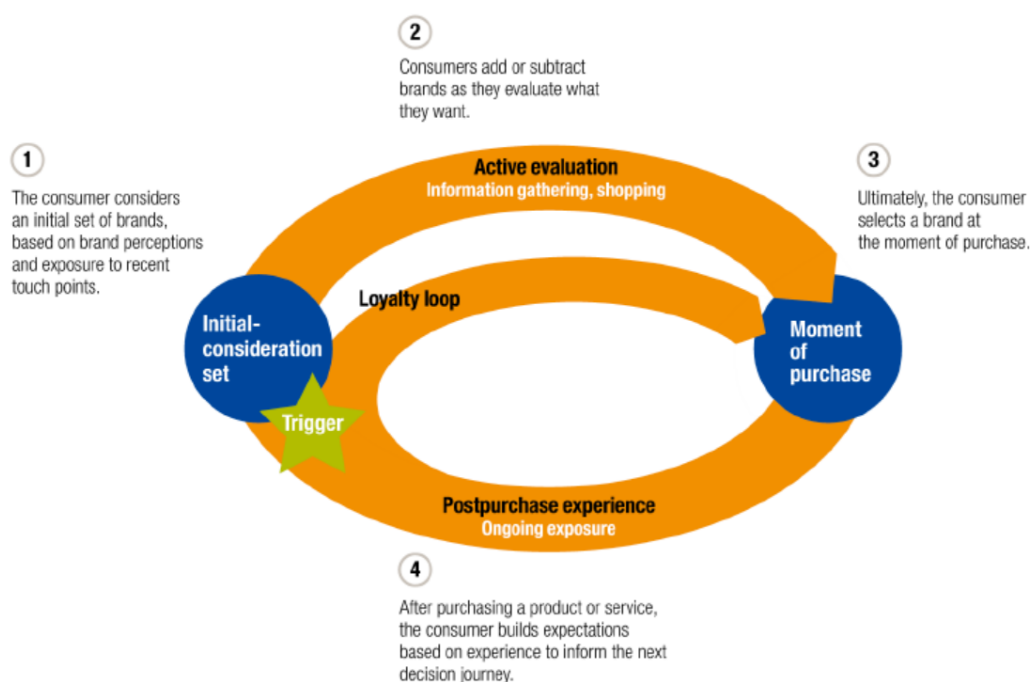 2
Consumers add or subtract
brands as they evaluate what
they want.
1
The consumer considers
an initial set of brands,
based on brand perceptions
and exposure to recent
touch points.
Active evaluation
Information gathering, shopping
3
Ultimately, the consumer
selects a brand at
the moment of purchase.
Loyalty loop
Initial-
consideration
set
Moment
of
purchase
Trigger
Postpurchase experience
Ongoing exposure
4
After purchasing a product or service,
the consumer builds expectations
based on experience to inform the next
decision journey.